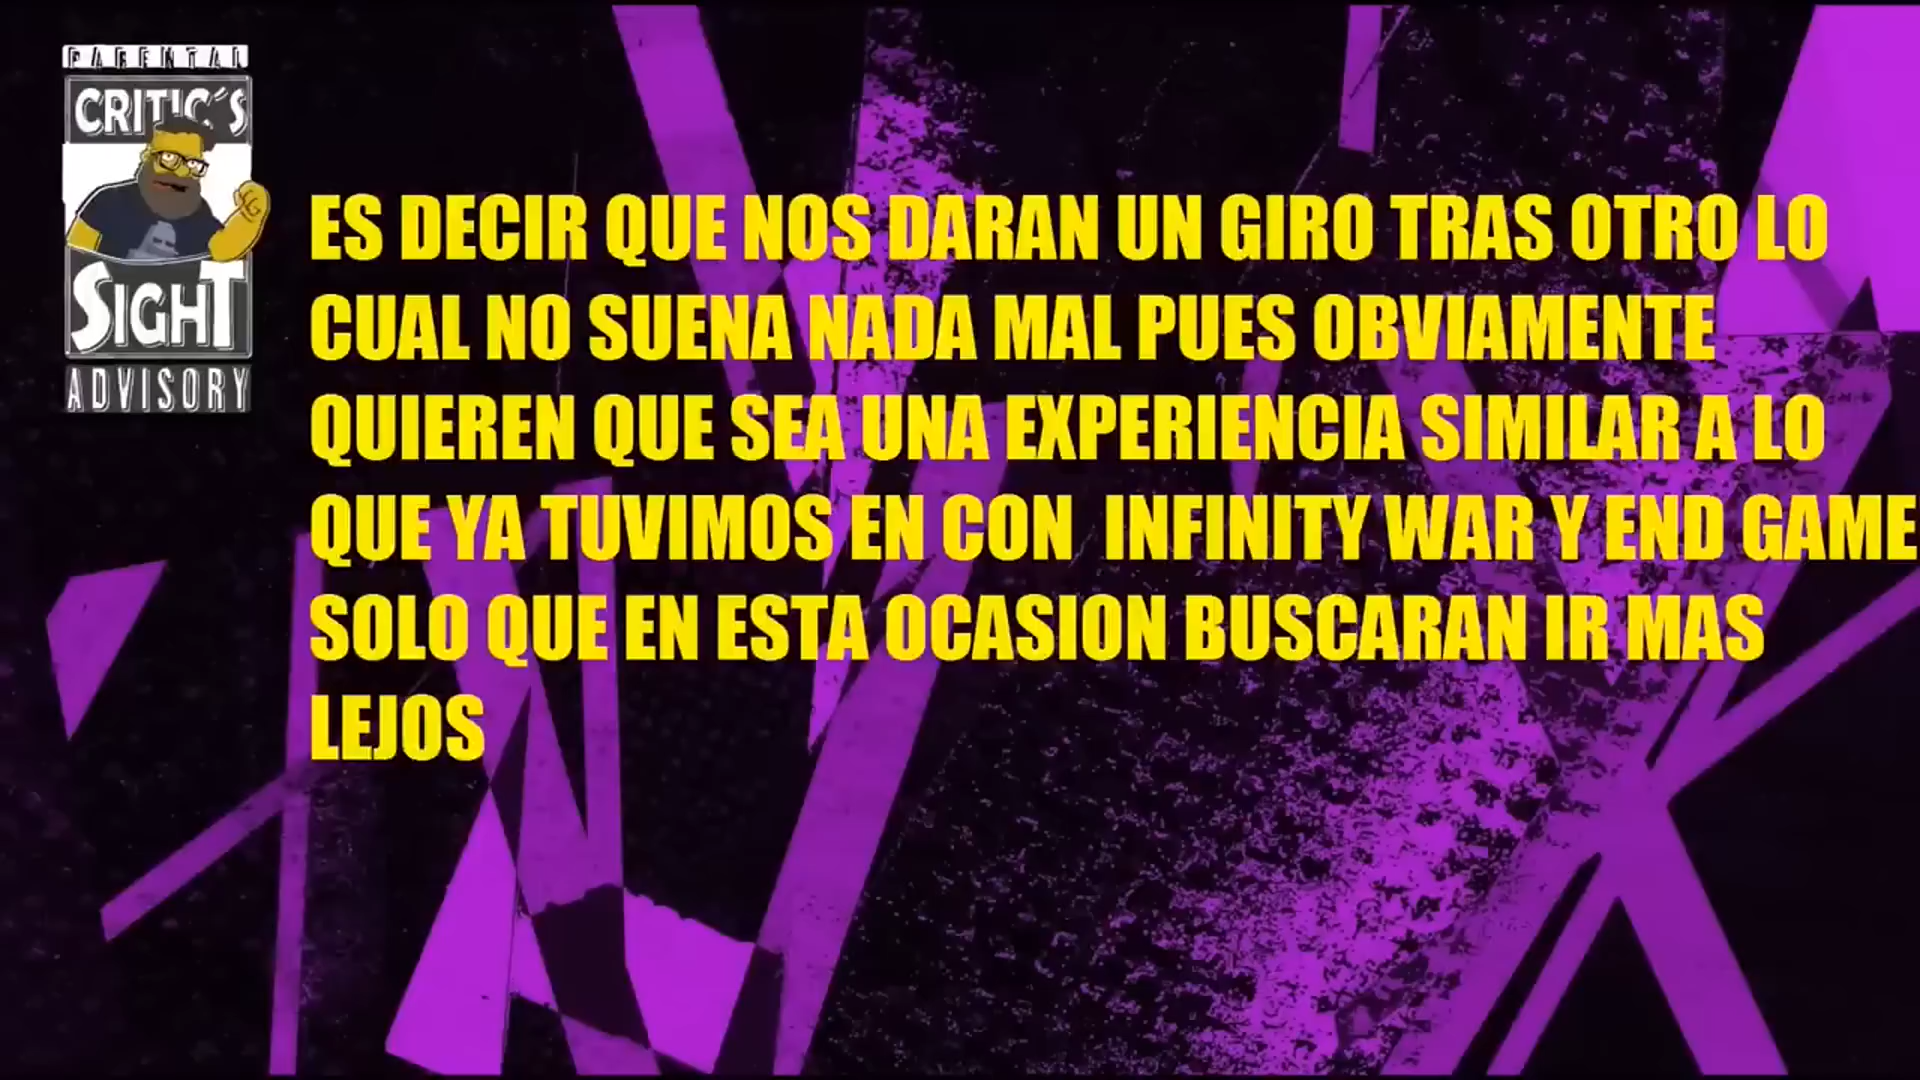 PARENTAL
CRITIC´S
SIGHT
ADVISORY
ES DECIR QUE NOS DARAN UN GIRO TRAS OTRO LO
CUAL NO SUENA NADA MAL PUES OBVIAMENTE
QUIEREN QUE SEA UNA EXPERIENCIA SIMILAR A LO
QUE YA TUVIMOS EN CON  INFINITY WAR Y END GAME
SOLO QUE EN ESTA OCASION BUSCARAN IR MAS
LEJOS